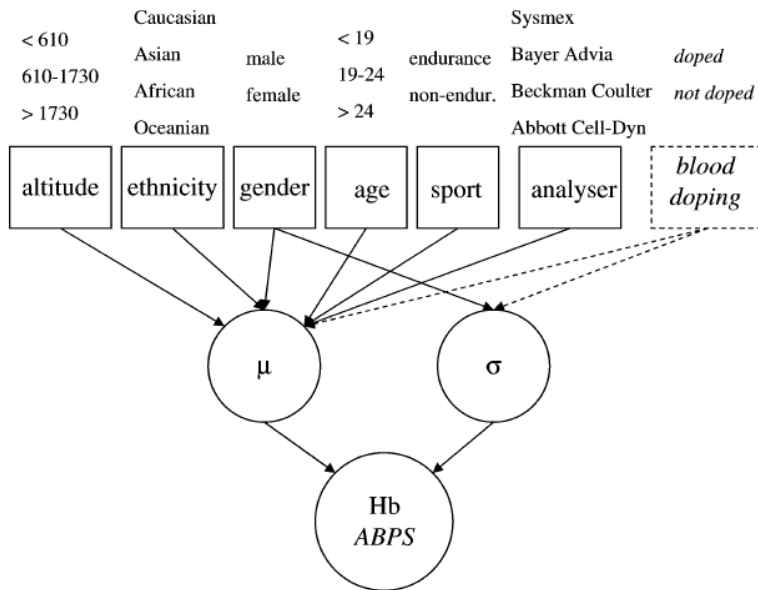 < 610
610-1730
> 1730
Caucasian
Asian
African
Oceanian
male
female
< 19
19-24
> 24
endurance
non-endur.
Sysmex
Bayer Advia
Beckman Coulter
Abbott Cell-Dyn
doped
not doped
altitude
ethnicity
gender
age
sport
analyser
blood
doping
μ
σ
Hb
ABPS